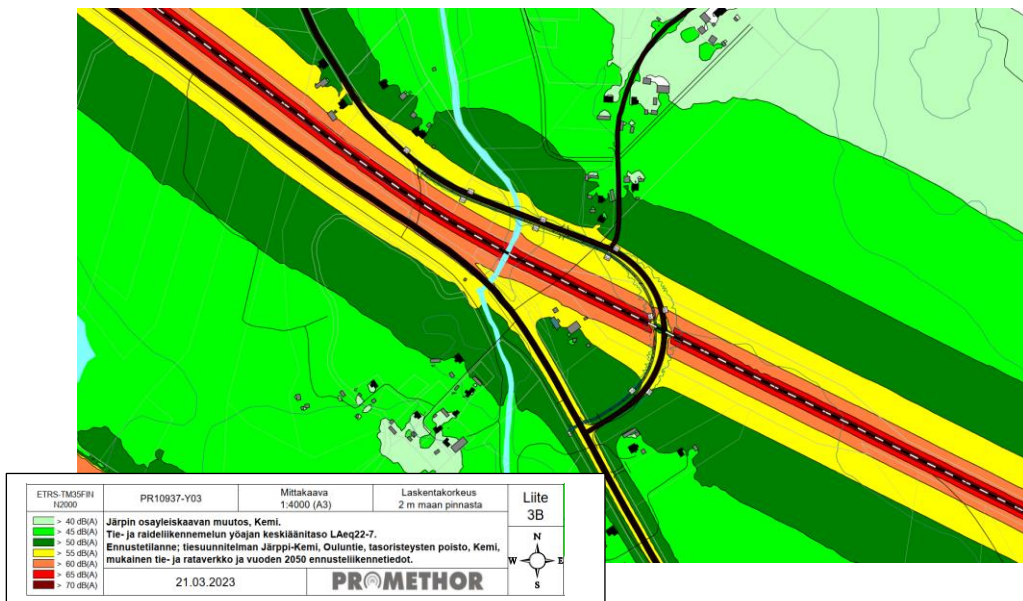 ETRS-TM35FIN
N2000
PR10937-Y03
Mittakaava
1:4000 (A3)
Laskentakorkeus
2 m maan pinnasta
Liite
3B
> 40 dB(A)
> 45 dB(A)
> 50 dB(A)
> 55 dB(A)
> 60 dB(A)
> 65 dB(A)
> 70 dB(A)
Järpin osayleiskaavan muutos, Kemi.
Tie- ja raideliikennemelun yöajan keskiäänitaso LAeq22-7.
Ennustetilanne; tiesuunnitelman Järppi-Kemi, Ouluntie, tasoristeysten poisto, Kemi,
mukainen tie- ja rataverkko ja vuoden 2050 ennusteliikennetiedot.
21.03.2023
PROMETHOR
N
W E
S